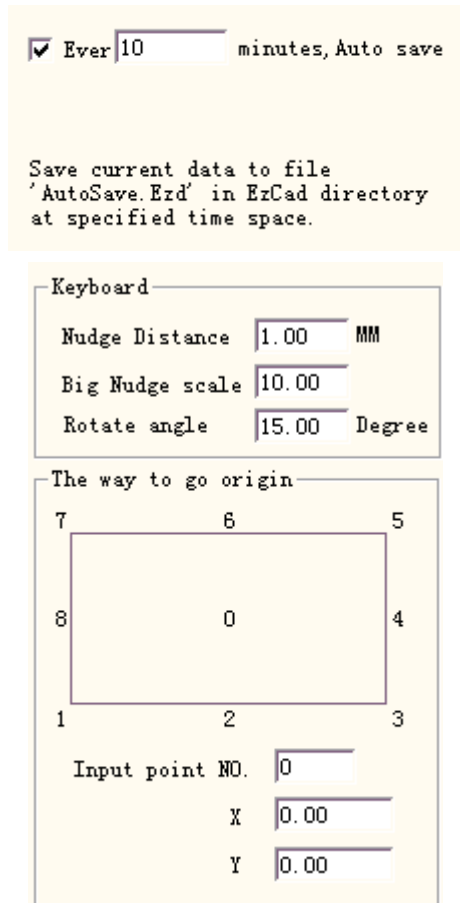 Ever 10 minutes, Auto save
Save current data to file
'AutoSave.Ezd' in EzCad directory
at specified time space.
Keyboard
Nudge Distance 1.00 MM
Big Nudge scale 10.00
Rotate angle 15.00 Degree
The way to go origin
7 6 5
8 0 4
1 2 3
Input point NO. 0
X 0.00
Y 0.00